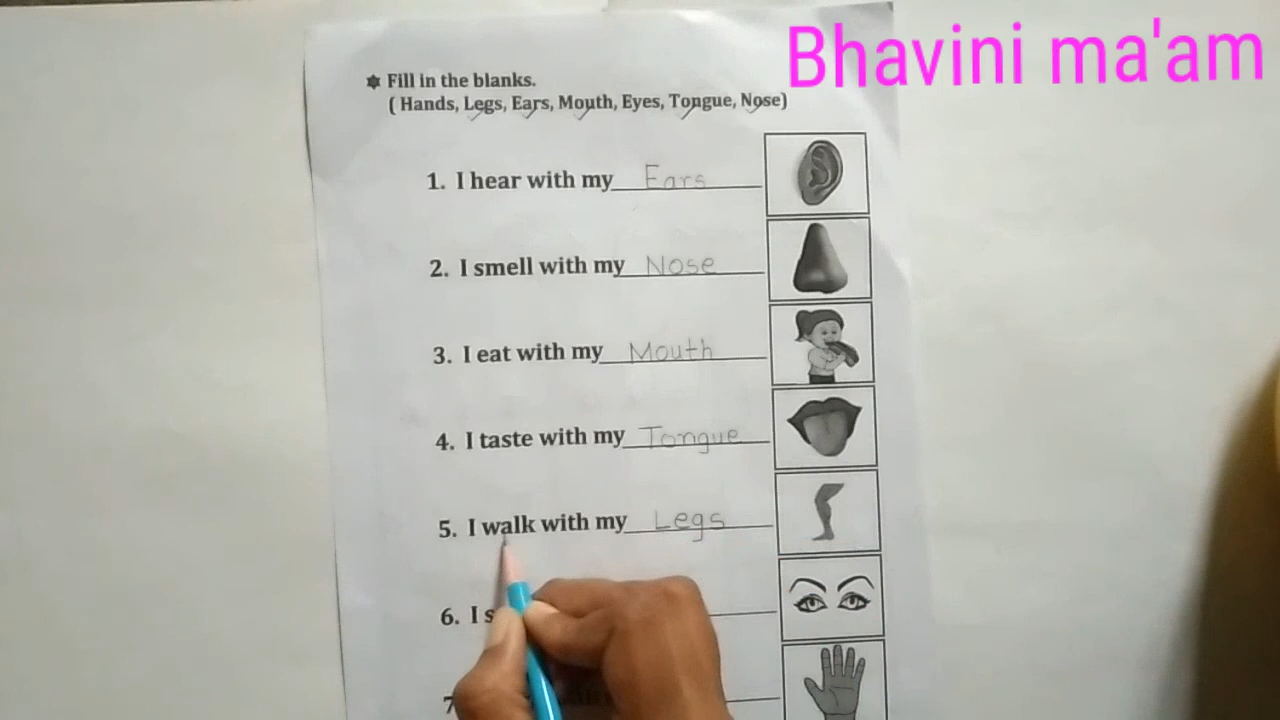 Bhavini ma'am
Fill in the blanks.
( Hands, Legs, Ears, Mouth, Eyes, Tongue, Nose)
1. I hear with my Ears
2. I smell with my Nose
3. I eat with my Mouth
4. I taste with my Tongue
5. I walk with my Legs
6. I
7